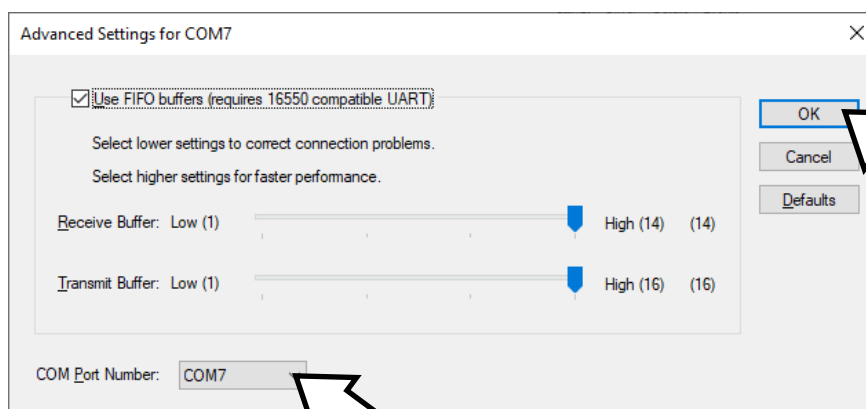 Advanced Settings for COM7
Use FIFO buffers (requires 16550 compatible UART)
OK
Select lower settings to correct connection problems.
Cancel
Select higher settings for faster performance.
Defaults
Receive Buffer: Low (1) High (14) (14)
Transmit Buffer: Low (1) High (16) (16)
COM Port Number: COM7